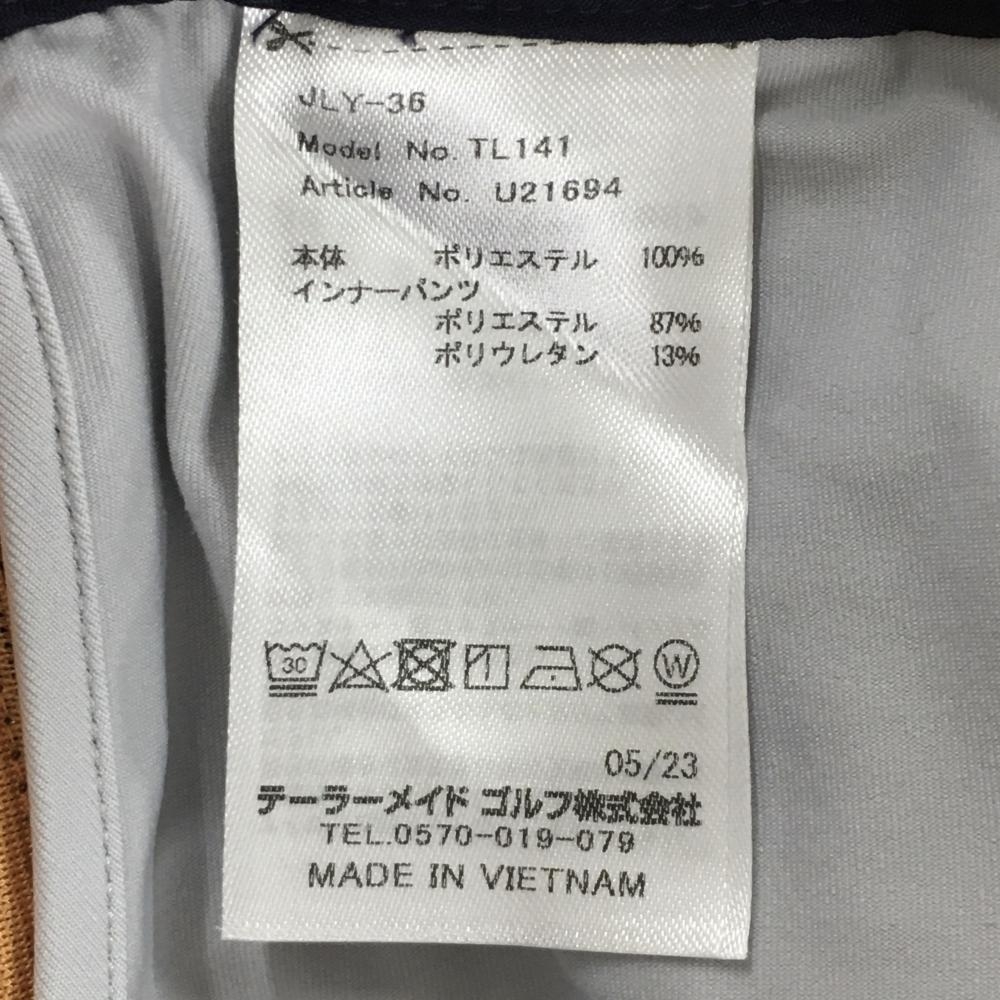 JLY-36
Model No. TL141
Article No. U21694
本体 ポリエステル 100%
インナーパンツ
ポリエステル 87%
ポリウレタン 13%
30 W
05/23
テーラーメイド ゴルフ株式会社
TEL.0570-019-079
MADE IN VIETNAM